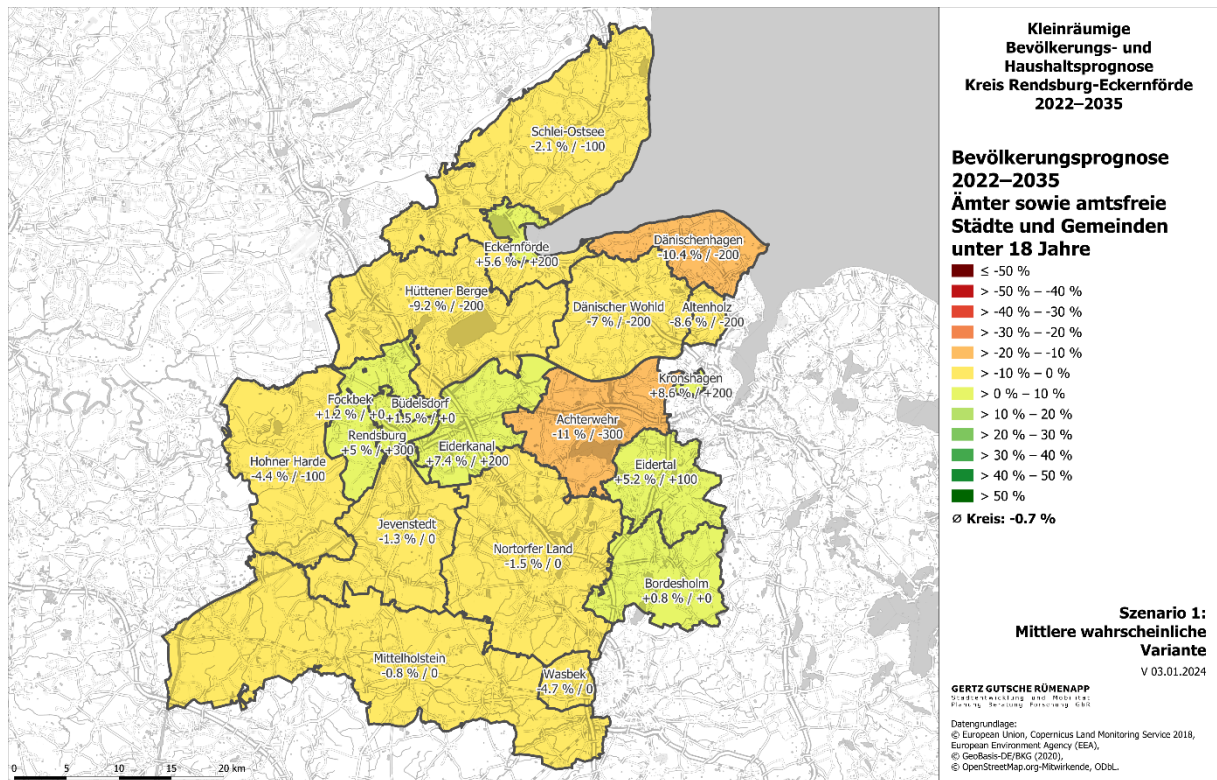 Kleinräumige
Bevölkerungs- und
Haushaltsprognose
Kreis Rendsburg-Eckernförde
2022–2035
Bevölkerungsprognose
2022–2035
Ämter sowie amtsfreie
Städte und Gemeinden
unter 18 Jahre
≤ -50 %
> -50 % – -40 %
> -40 % – -30 %
> -30 % – -20 %
> -20 % – -10 %
> -10 % – 0 %
> 0 % – 10 %
> 10 % – 20 %
> 20 % – 30 %
> 30 % – 40 %
> 40 % – 50 %
> 50 %
⌀ Kreis: -0.7 %
Szenario 1:
Mittlere wahrscheinliche
Variante
V 03.01.2024
GERTZ GUTSCHE RÜMENAPP
Stadtentwicklung und Mobilität
Planung Beratung Forschung GbR
Datengrundlage:
© European Union, Copernicus Land Monitoring Service 2018,
European Environment Agency (EEA),
© GeoBasis-DE/BKG (2020),
© OpenStreetMap.org-Mitwirkende, ODbL.
Schlei-Ostsee
-2.1 % / -100
Eckernförde
+5.6 % / +200
Dänischenhagen
-10.4 % / -200
Hüttener Berge
-9.2 % / -200
Dänischer Wohld
-7 % / -200
Altenholz
-8.6 % / -200
Kronshagen
+8.6 % / +200
Fockbek
+1.2 % / +0
Büdelsdorf
+1.5 % / +0
Rendsburg
+5 % / +300
Eiderkanal
+7.4 % / +200
Achterwehr
-11 % / -300
Hohner Harde
-4.4 % / -100
Eidertal
+5.2 % / +100
Jevenstedt
-1.3 % / 0
Nortorfer Land
-1.5 % / 0
Bordesholm
+0.8 % / +0
Mittelholstein
-0.8 % / 0
Wasbek
-4.7 % / 0
0 5 10 15 20 km